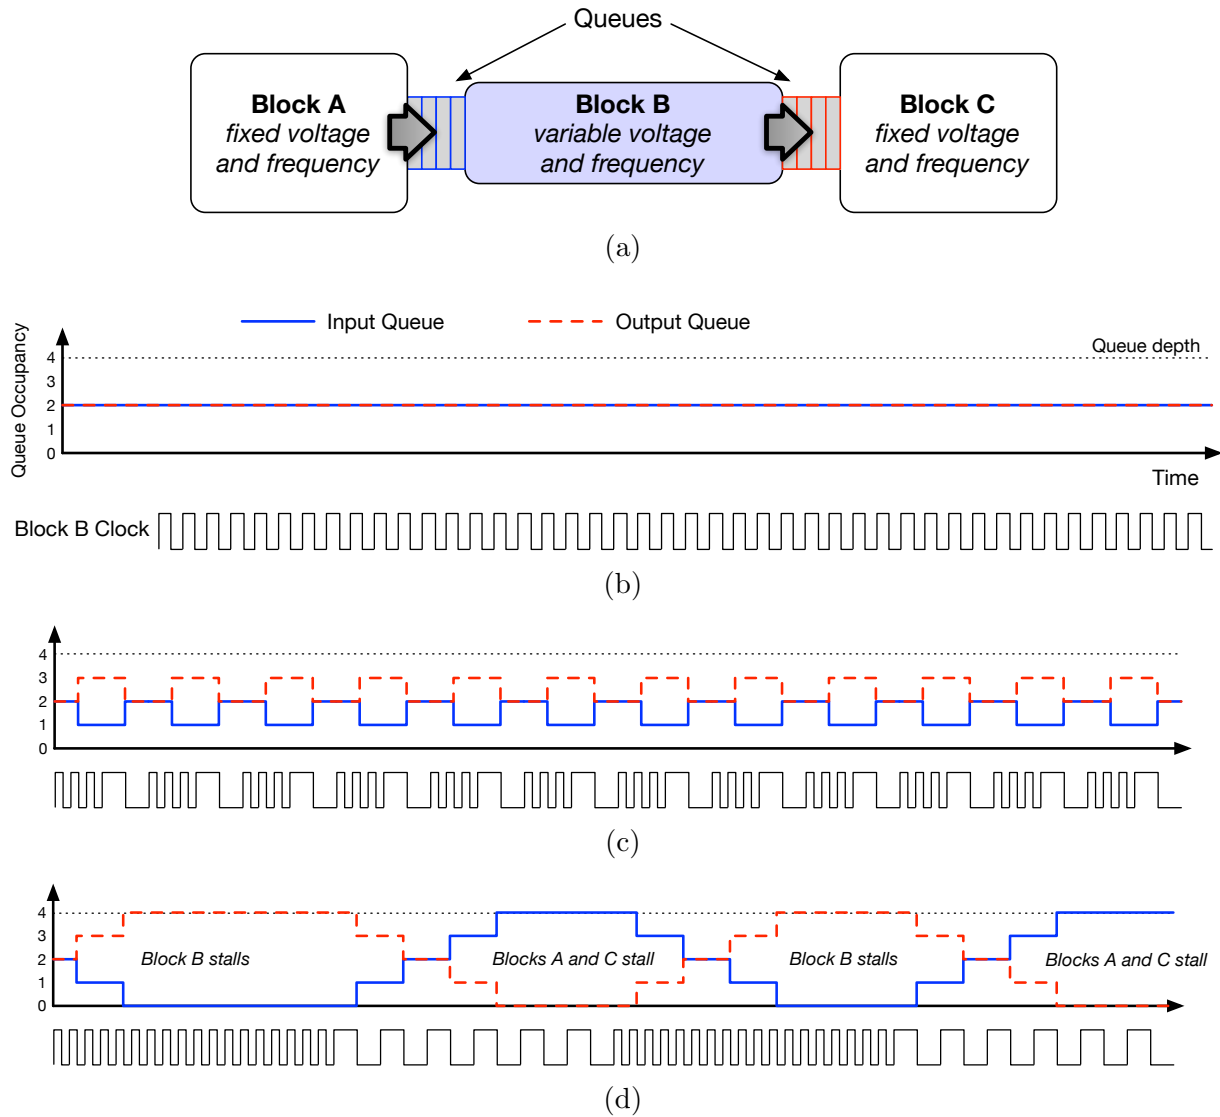 Queues
Block A
fixed voltage
and frequency
Block B
variable voltage
and frequency
Block C
fixed voltage
and frequency
(a)
Input Queue
Output Queue
Queue Occupancy
4
3
2
1
0
Queue depth
Time
Block B Clock
(b)
4
3
2
1
0
(c)
4
3
2
1
0
Block B stalls
Blocks A and C stall
Block B stalls
Blocks A and C stall
(d)